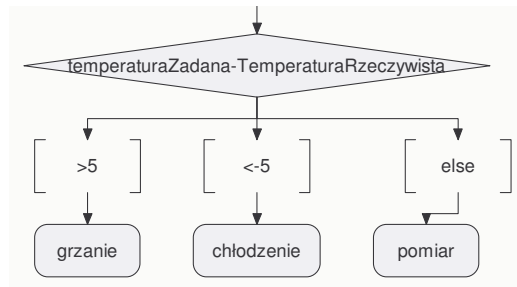 temperaturaZadana-TemperaturaRzeczywista
>5
<-5
else
grzanie
chłodzenie
pomiar